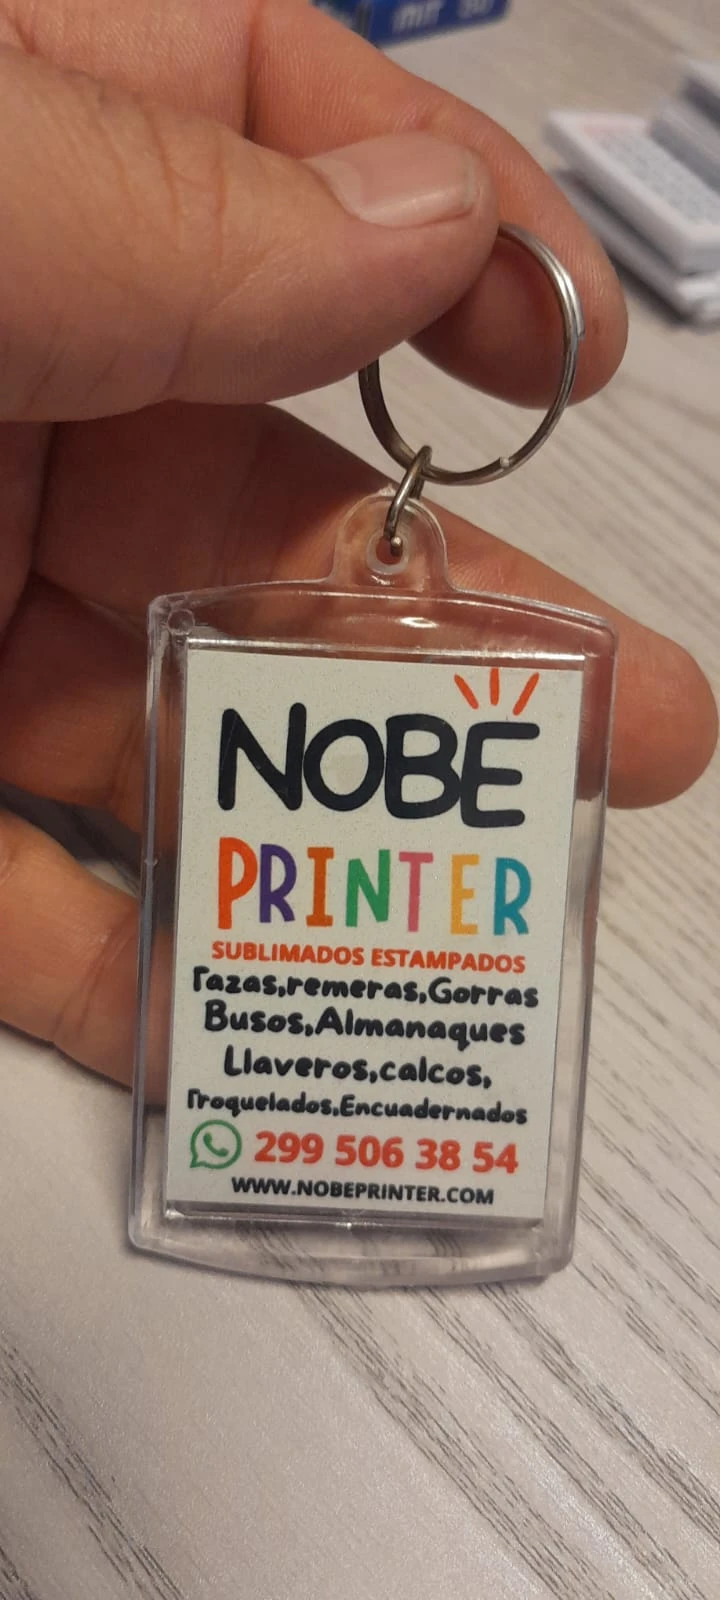 NOBE
PRINTER
SUBLIMADOS ESTAMPADOS
Tazas,remeras,Gorras
Busos,Almanaques
Llaveros,calcos,
Troquelados,Encuadernados
299 506 38 54
WWW.NOBEPRINTER.COM